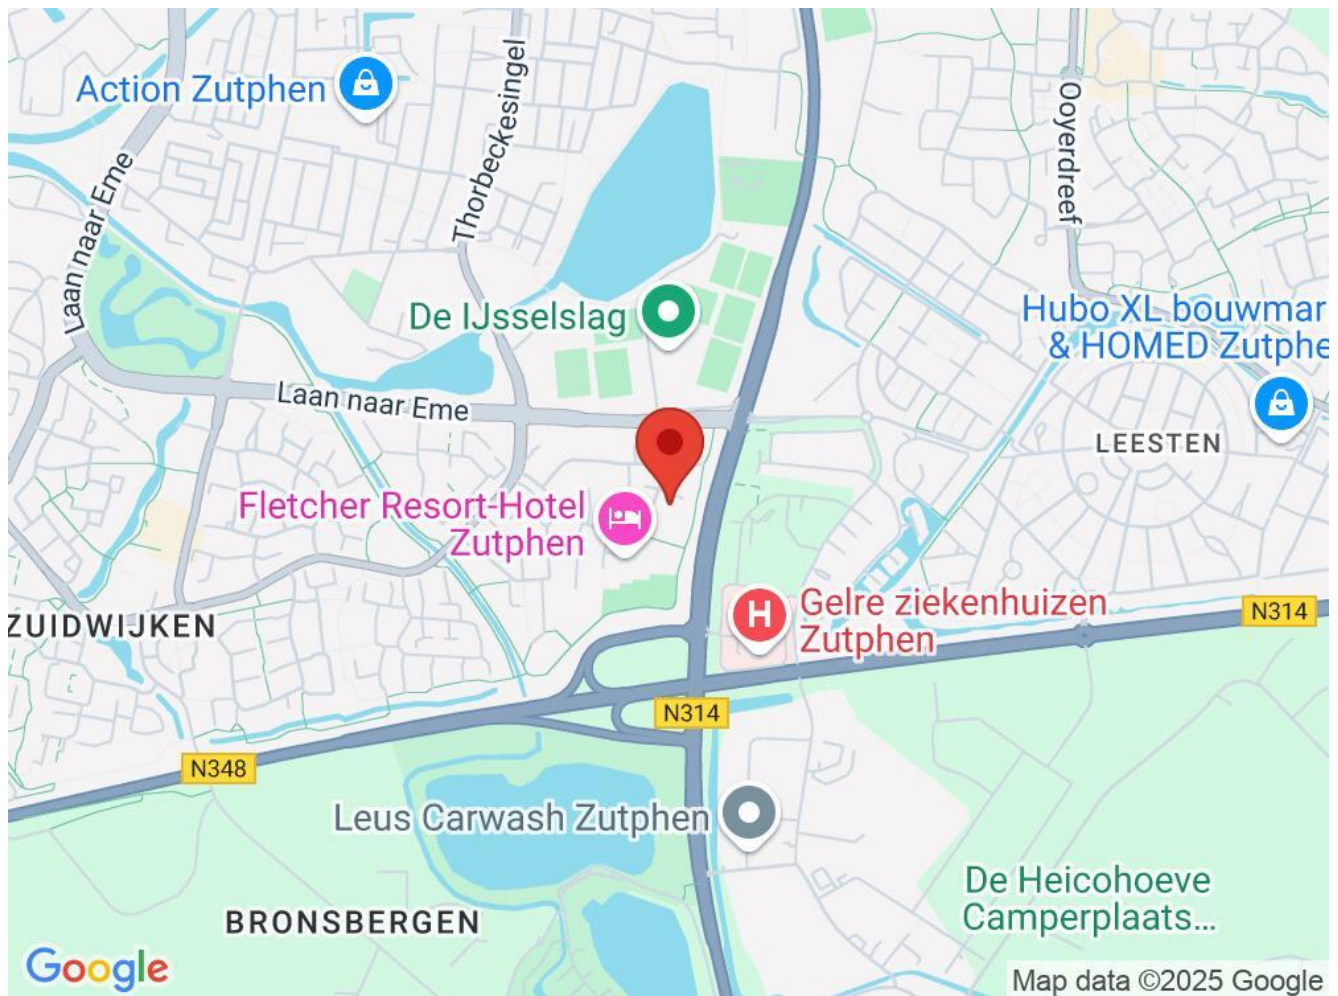 Action Zutphen
Thorbeckesingel
Ooyerdreef
Laan naar Eme
De IJsselslag
Hubo XL bouwmar
& HOMED Zutphe
Laan naar Eme
LEESTEN
Fletcher Resort-Hotel
Zutphen
Gelre ziekenhuizen
Zutphen
H
N314
ZUIDWIJKEN
N314
N348
Leus Carwash Zutphen
De Heicohoeve
Camperplaats...
BRONSBERGEN
Google
Map data ©2025 Google